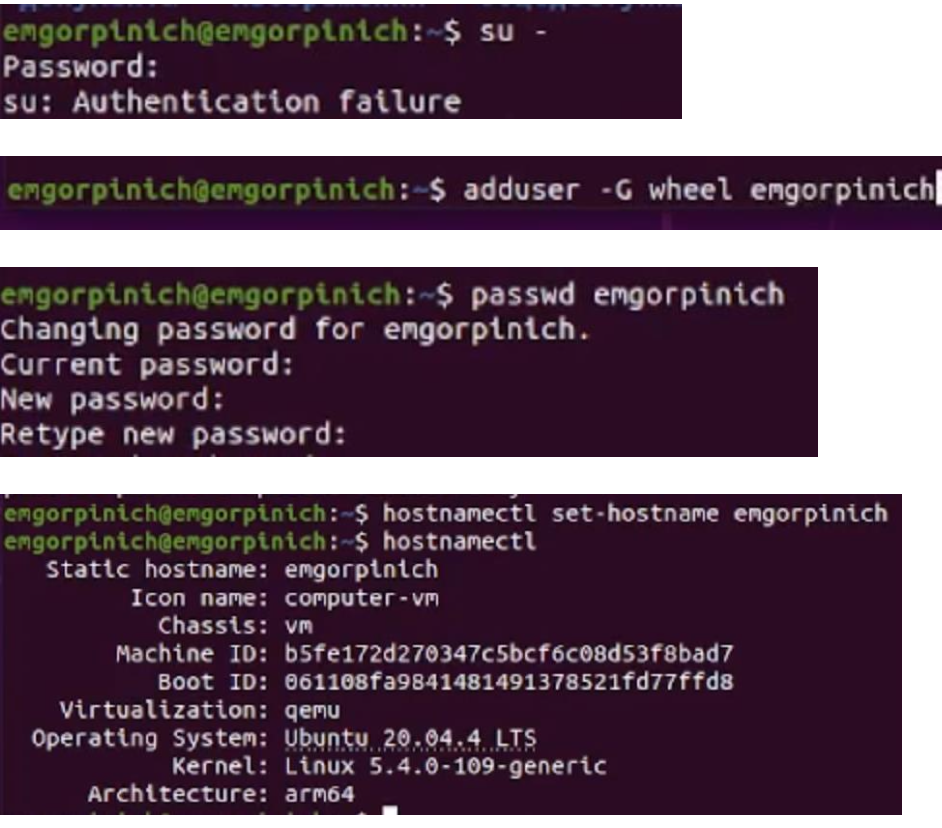 emgorpinich@emgorpinich:~$ su -
Password:
su: Authentication failure
emgorpinich@emgorpinich:~$ adduser -G wheel emgorpinich
emgorpinich@emgorpinich:~$ passwd emgorpinich
Changing password for emgorpinich.
Current password:
New password:
Retype new password:
emgorpinich@emgorpinich:~$ hostnamectl set-hostname emgorpinich
emgorpinich@emgorpinich:~$ hostnamectl
Static hostname: emgorpinich
Icon name: computer-vm
Chassis: vm
Machine ID: b5fe172d270347c5bcf6c08d53f8bad7
Boot ID: 061108fa9841481491378521fd77ffd8
Virtualization: qemu
Operating System: Ubuntu 20.04.4 LTS
Kernel: Linux 5.4.0-109-generic
Architecture: arm64